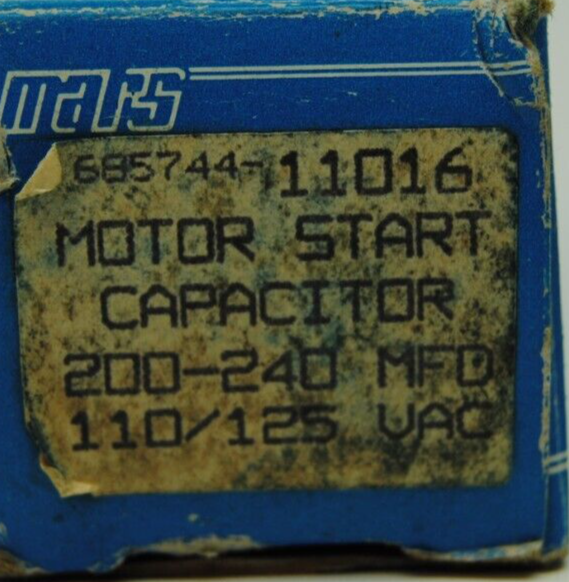 mars
685744-11016
MOTOR START
CAPACITOR
200-240 MFD
110/125 VAC